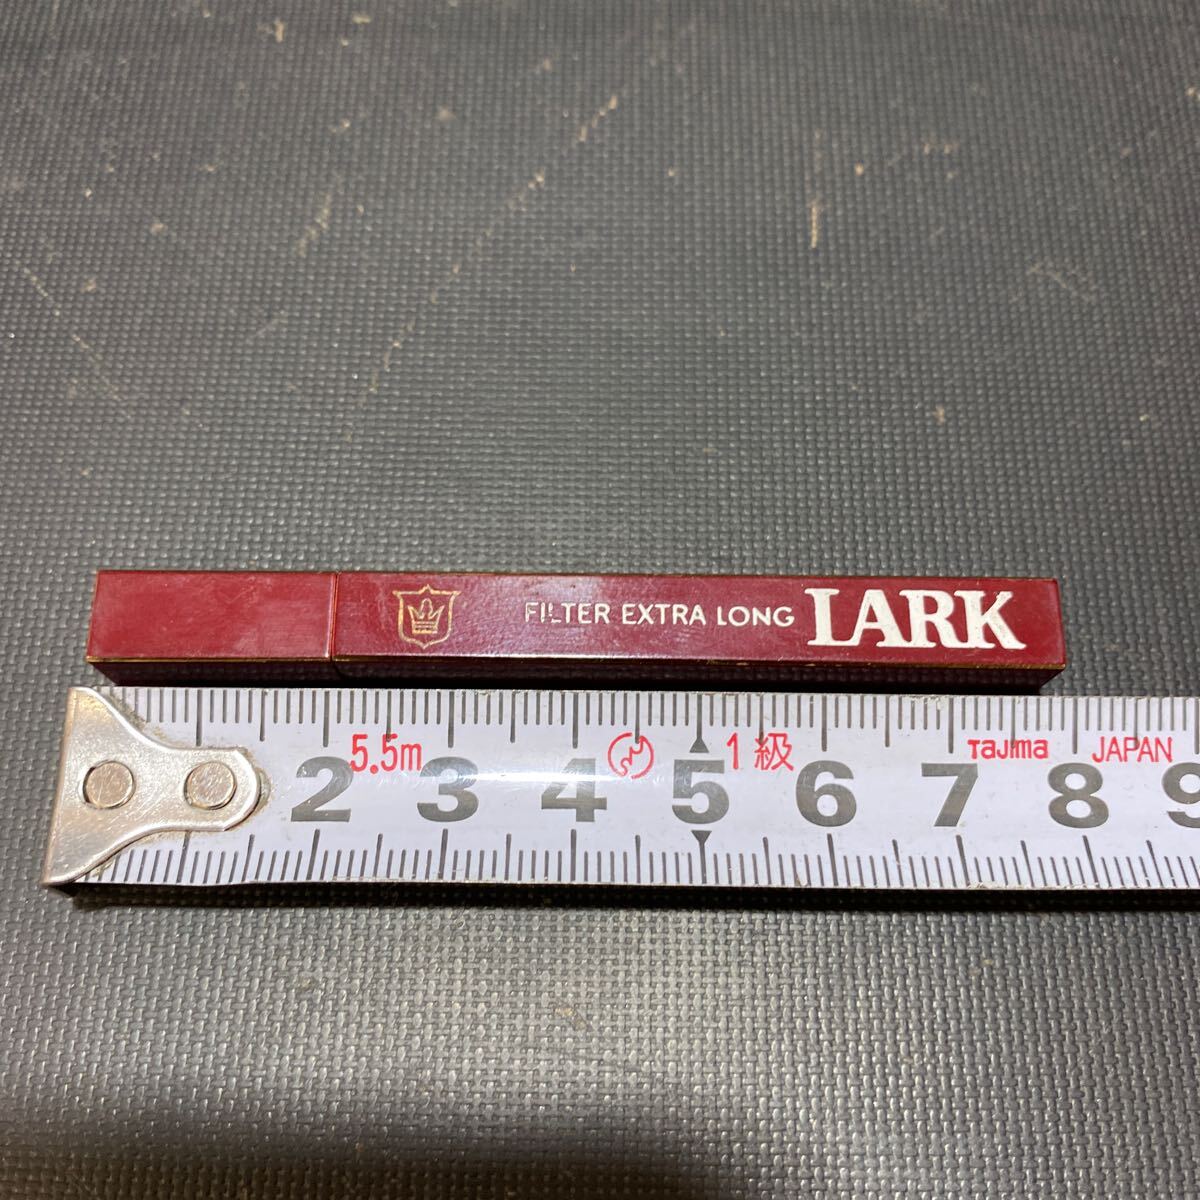 FILTER EXTRA LONG LARK
5.5m 1級 Tajima JAPAN
2 3 4 5 6 7 8 9